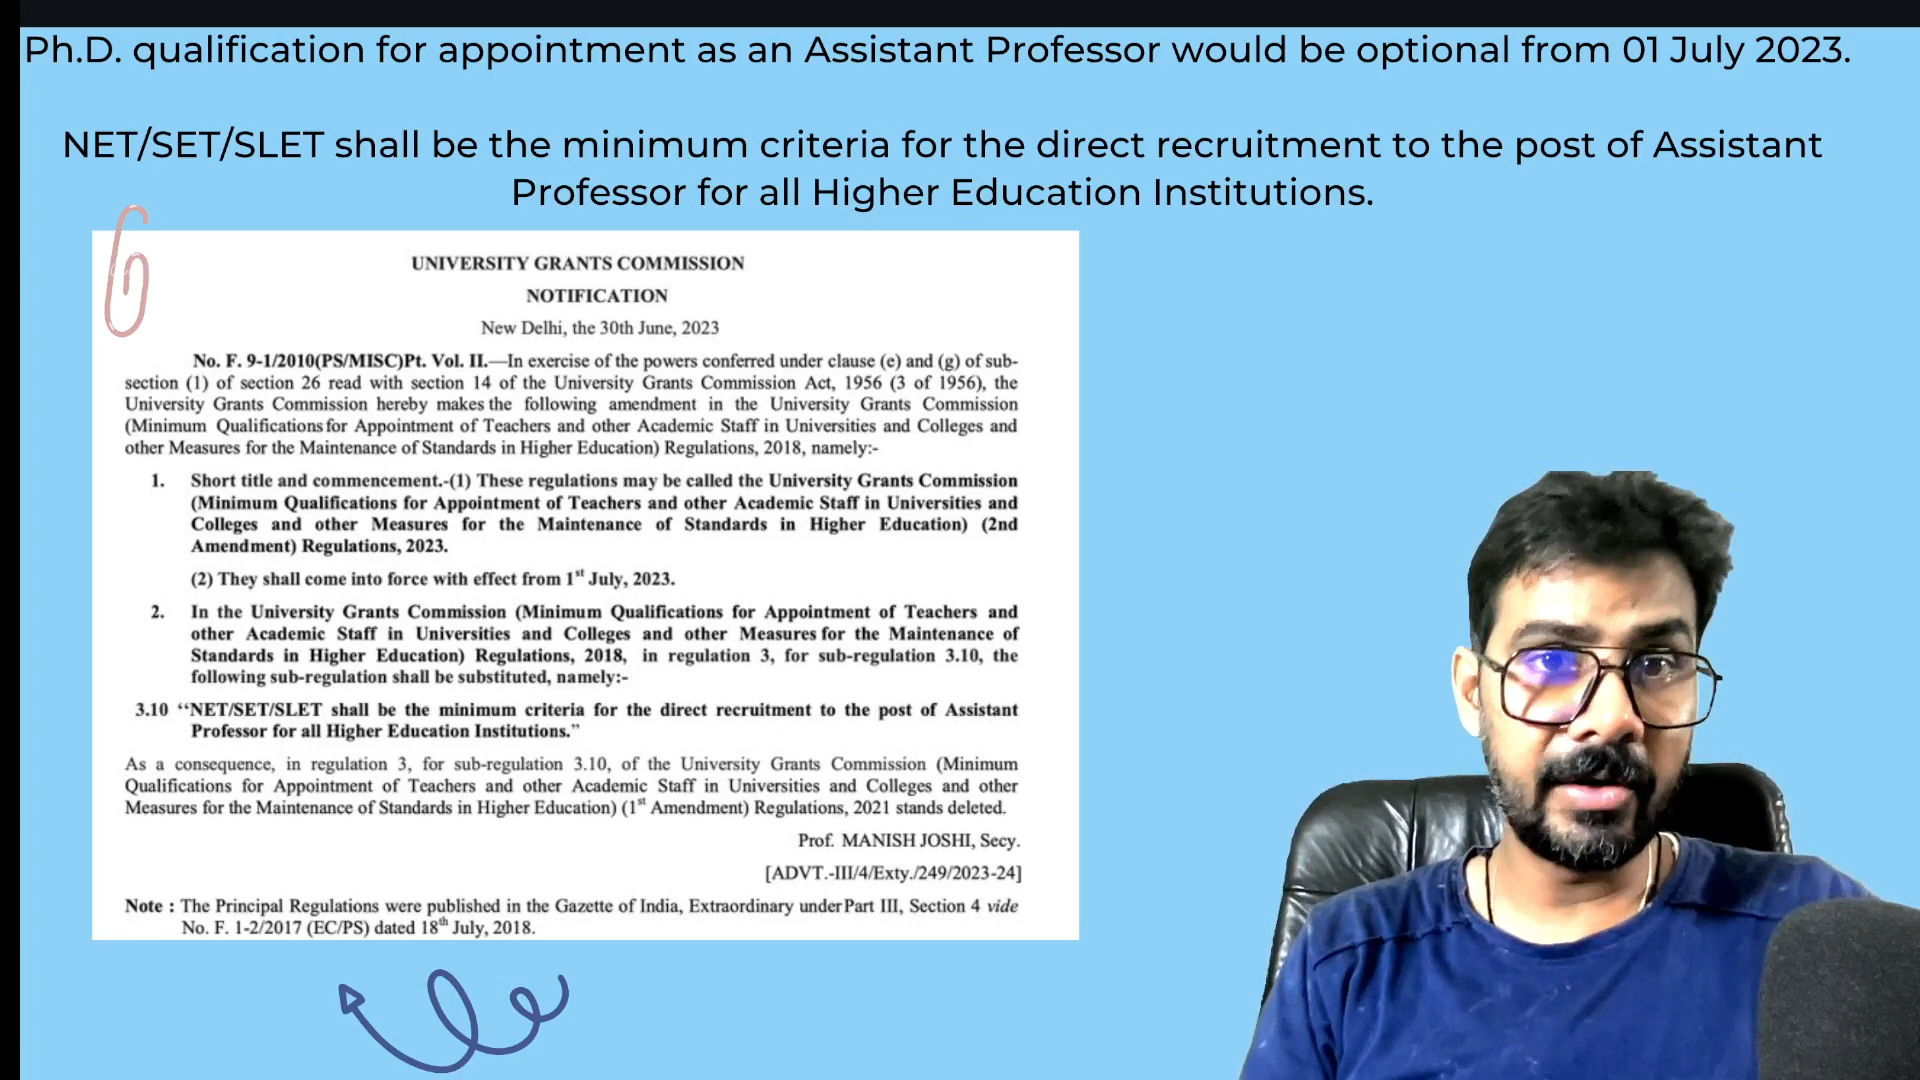 Ph.D. qualification for appointment as an Assistant Professor would be optional from 01 July 2023.
NET/SET/SLET shall be the minimum criteria for the direct recruitment to the post of Assistant
Professor for all Higher Education Institutions.
UNIVERSITY GRANTS COMMISSION
NOTIFICATION
New Delhi, the 30th June, 2023
No. F. 9-1/2010(PS/MISC)Pt. Vol. II.—In exercise of the powers conferred under clause (e) and (g) of sub-
section (1) of section 26 read with section 14 of the University Grants Commission Act, 1956 (3 of 1956), the
University Grants Commission hereby makes the following amendment in the University Grants Commission
(Minimum Qualifications for Appointment of Teachers and other Academic Staff in Universities and Colleges and
other Measures for the Maintenance of Standards in Higher Education) Regulations, 2018, namely:-
1. Short title and commencement.-(1) These regulations may be called the University Grants Commission
(Minimum Qualifications for Appointment of Teachers and other Academic Staff in Universities and
Colleges and other Measures for the Maintenance of Standards in Higher Education) (2nd
Amendment) Regulations, 2023.
(2) They shall come into force with effect from 1st July, 2023.
2. In the University Grants Commission (Minimum Qualifications for Appointment of Teachers and
other Academic Staff in Universities and Colleges and other Measures for the Maintenance of
Standards in Higher Education) Regulations, 2018, in regulation 3, for sub-regulation 3.10, the
following sub-regulation shall be substituted, namely:-
3.10 “NET/SET/SLET shall be the minimum criteria for the direct recruitment to the post of Assistant
Professor for all Higher Education Institutions.”
As a consequence, in regulation 3, for sub-regulation 3.10, of the University Grants Commission (Minimum
Qualifications for Appointment of Teachers and other Academic Staff in Universities and Colleges and other
Measures for the Maintenance of Standards in Higher Education) (1st Amendment) Regulations, 2021 stands deleted.
Prof. MANISH JOSHI, Secy.
[ADVT.-III/4/Exty./249/2023-24]
Note : The Principal Regulations were published in the Gazette of India, Extraordinary under Part III, Section 4 vide
No. F. 1-2/2017 (EC/PS) dated 18th July, 2018.